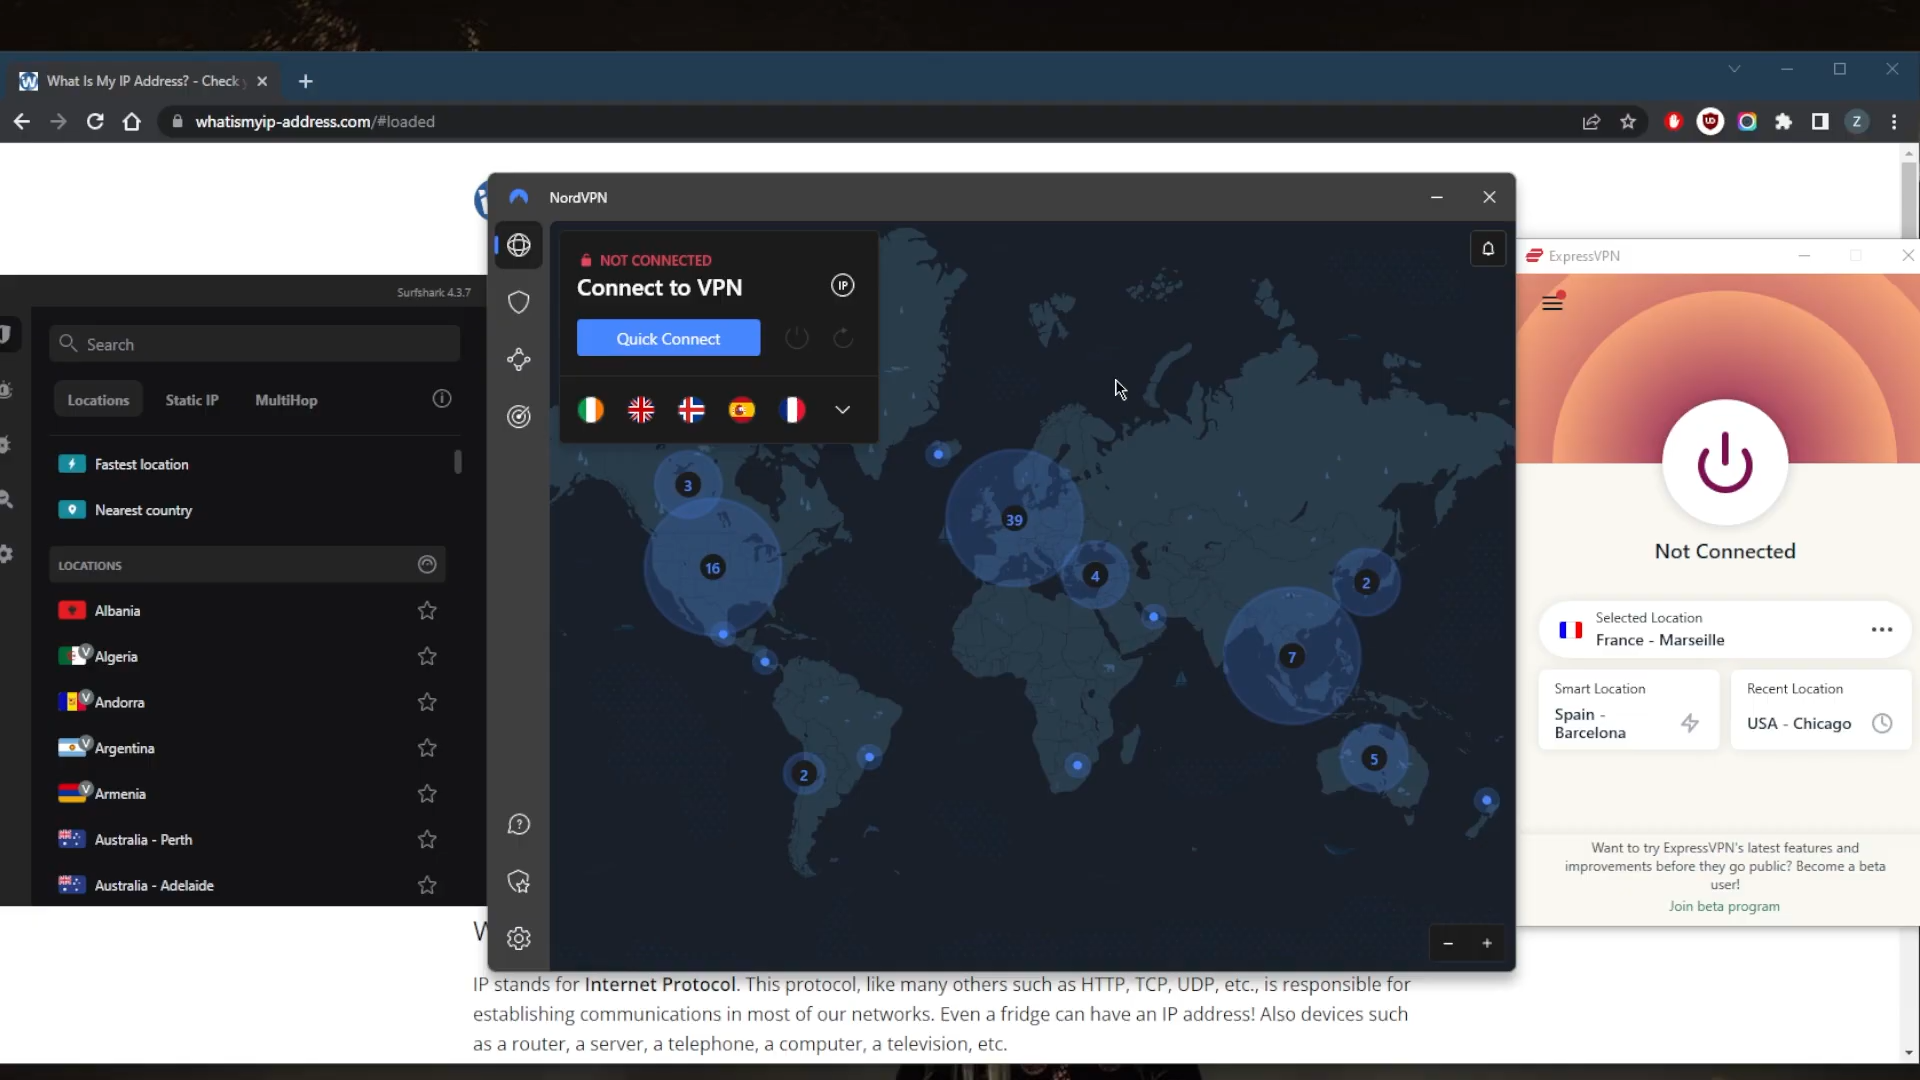 What Is My IP Address? - Check
whatismyip-address.com/#loaded
Z
NordVPN
NOT CONNECTED
Connect to VPN
IP
Quick Connect
3
16
39
4
2
7
2
5
Surfshark 4.3.7
Search
Locations
Static IP
MultiHop
Fastest location
Nearest country
LOCATIONS
Albania
V
Algeria
V
Andorra
V
Argentina
V
Armenia
Australia - Perth
Australia - Adelaide
ExpressVPN
Not Connected
Selected Location
France - Marseille
Smart Location
Spain -
Barcelona
Recent Location
USA - Chicago
Want to try ExpressVPN's latest features and
improvements before they go public? Become a beta
user!
Join beta program
IP stands for Internet Protocol. This protocol, like many others such as HTTP, TCP, UDP, etc., is responsible for
establishing communications in most of our networks. Even a fridge can have an IP address! Also devices such
as a router, a server, a telephone, a computer, a television, etc.